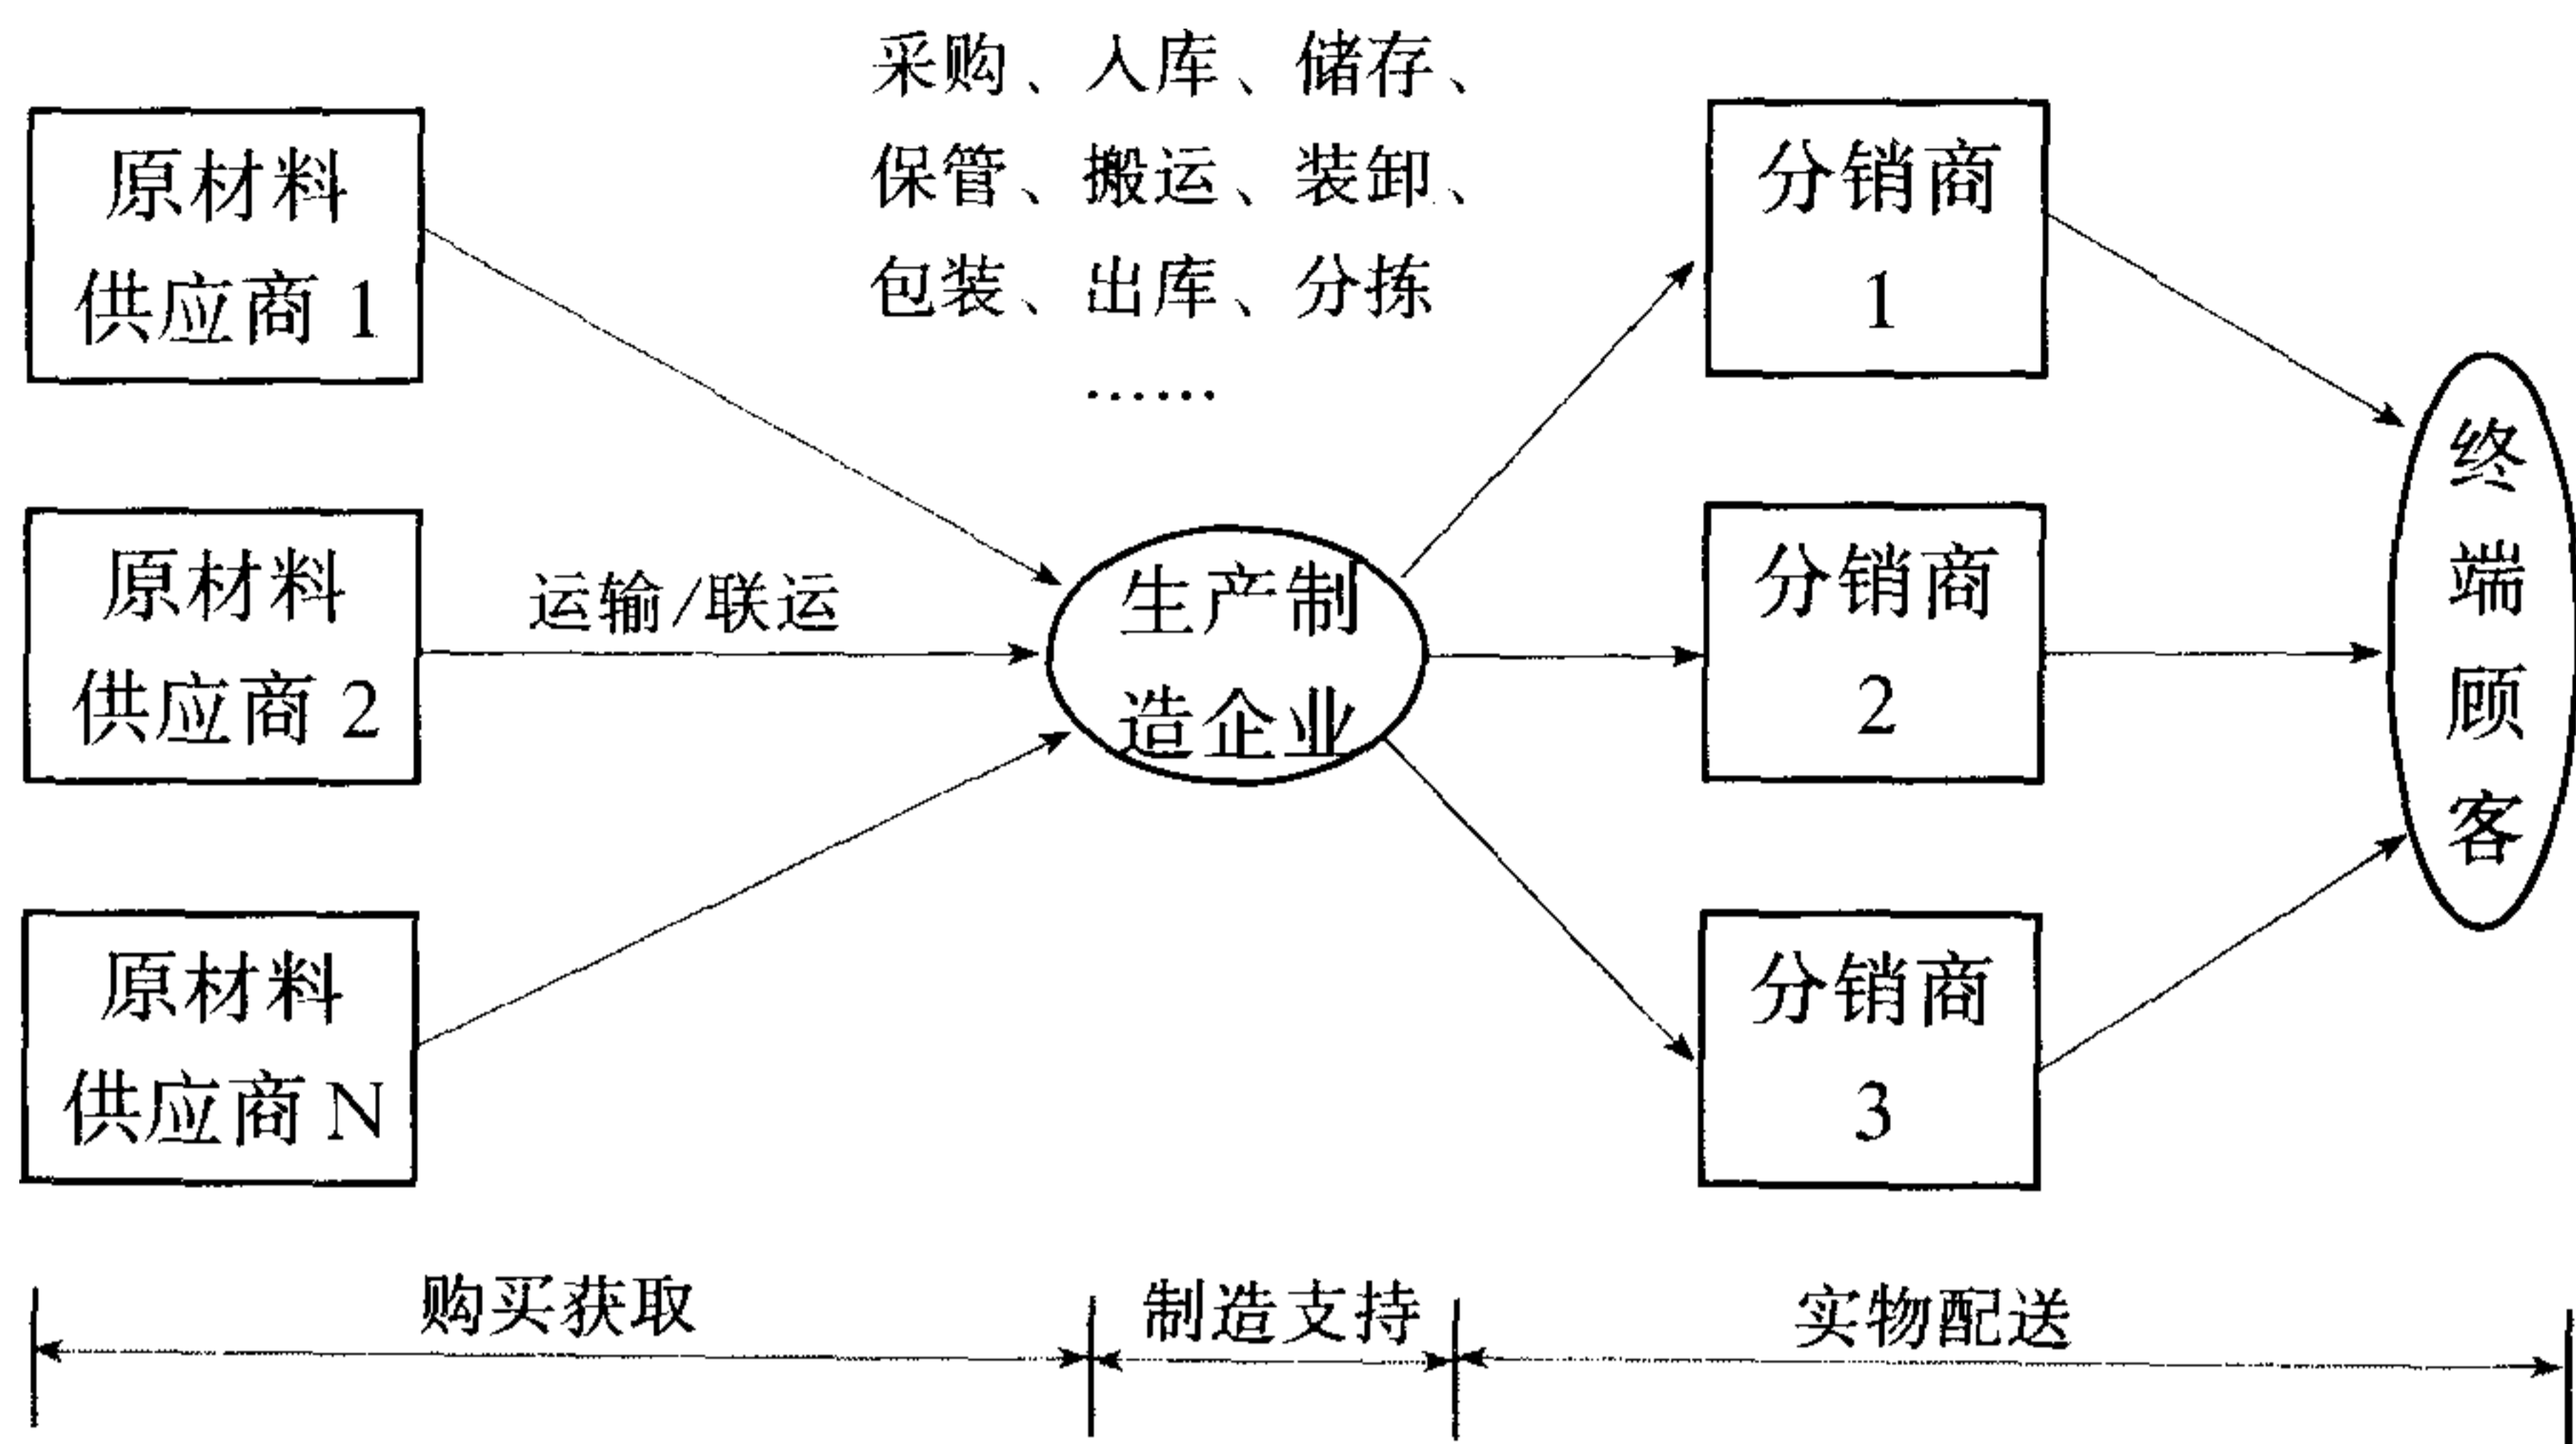 采购、入库、储存、
保管、搬运、装卸、
包装、出库、分拣
……
原材料
供应商 1
原材料
供应商 2
原材料
供应商 N
运输/联运
生产制
造企业
分销商
1
分销商
2
分销商
3
终
端
顾
客
购买获取
制造支持
实物配送